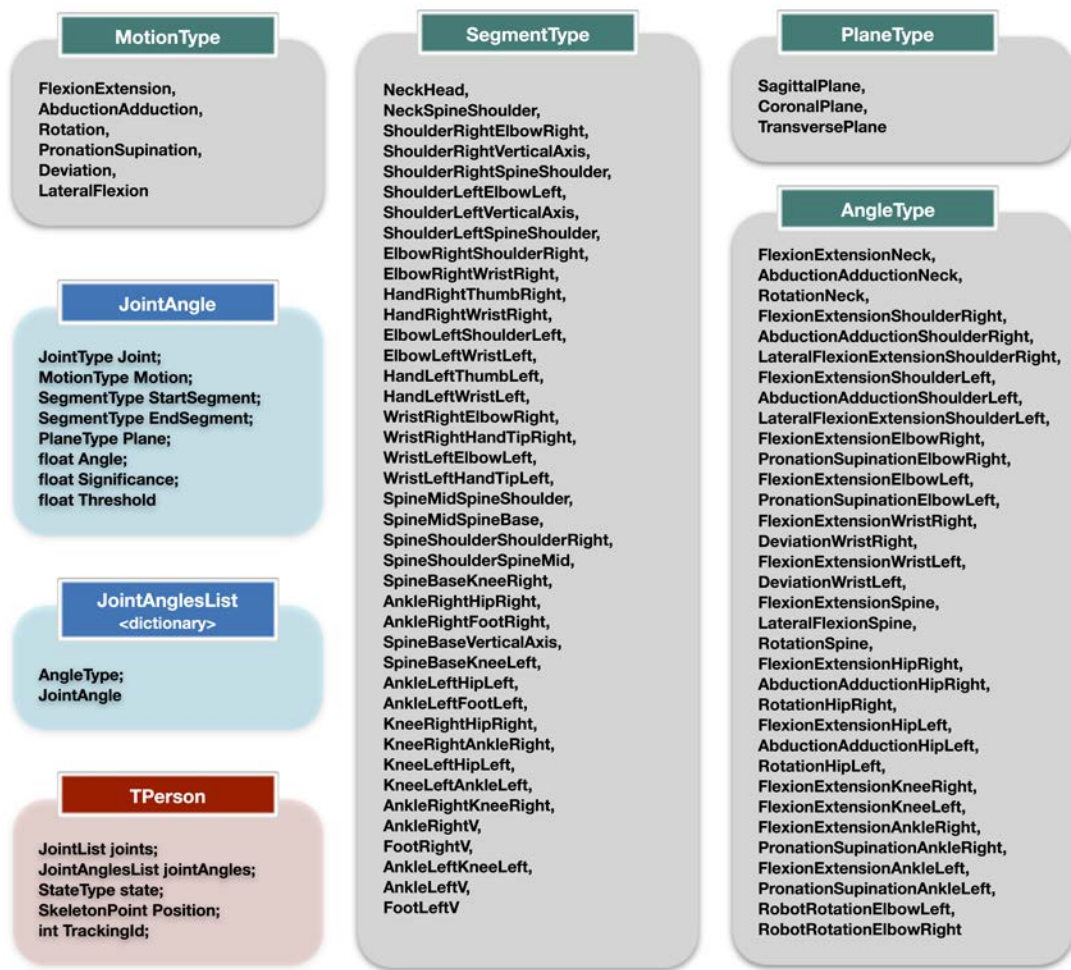 MotionType
FlexionExtension,
AbductionAdduction,
Rotation,
PronationSupination,
Deviation,
LateralFlexion
JointAngle
JointType Joint;
MotionType Motion;
SegmentType StartSegment;
SegmentType EndSegment;
PlaneType Plane;
float Angle;
float Significance;
float Threshold
JointAnglesList
<dictionary>
AngleType;
JointAngle
TPerson
JointList joints;
JointAnglesList jointAngles;
StateType state;
SkeletonPoint Position;
int TrackingId;
SegmentType
NeckHead,
NeckSpineShoulder,
ShoulderRightElbowRight,
ShoulderRightVerticalAxis,
ShoulderRightSpineShoulder,
ShoulderLeftElbowLeft,
ShoulderLeftVerticalAxis,
ShoulderLeftSpineShoulder,
ElbowRightShoulderRight,
ElbowRightWristRight,
HandRightThumbRight,
HandRightWristRight,
ElbowLeftShoulderLeft,
ElbowLeftWristLeft,
HandLeftThumbLeft,
HandLeftWristLeft,
WristRightElbowRight,
WristRightHandTipRight,
WristLeftElbowLeft,
WristLeftHandTipLeft,
SpineMidSpineShoulder,
SpineMidSpineBase,
SpineShoulderShoulderRight,
SpineShoulderSpineMid,
SpineBaseKneeRight,
AnkleRightHipRight,
AnkleRightFootRight,
SpineBaseVerticalAxis,
SpineBaseKneeLeft,
AnkleLeftHipLeft,
AnkleLeftFootLeft,
KneeRightHipRight,
KneeRightAnkleRight,
KneeLeftHipLeft,
KneeLeftAnkleLeft,
AnkleRightKneeRight,
AnkleRightV,
FootRightV,
AnkleLeftKneeLeft,
AnkleLeftV,
FootLeftV
PlaneType
SagittalPlane,
CoronalPlane,
TransversePlane
AngleType
FlexionExtensionNeck,
AbductionAdductionNeck,
RotationNeck,
FlexionExtensionShoulderRight,
AbductionAdductionShoulderRight,
LateralFlexionExtensionShoulderRight,
FlexionExtensionShoulderLeft,
AbductionAdductionShoulderLeft,
LateralFlexionExtensionShoulderLeft,
FlexionExtensionElbowRight,
PronationSupinationElbowRight,
FlexionExtensionElbowLeft,
PronationSupinationElbowLeft,
FlexionExtensionWristRight,
DeviationWristRight,
FlexionExtensionWristLeft,
DeviationWristLeft,
FlexionExtensionSpine,
LateralFlexionSpine,
RotationSpine,
FlexionExtensionHipRight,
AbductionAdductionHipRight,
RotationHipRight,
FlexionExtensionHipLeft,
AbductionAdductionHipLeft,
RotationHipLeft,
FlexionExtensionKneeRight,
FlexionExtensionKneeLeft,
FlexionExtensionAnkleRight,
PronationSupinationAnkleRight,
FlexionExtensionAnkleLeft,
PronationSupinationAnkleLeft,
RobotRotationElbowLeft,
RobotRotationElbowRight